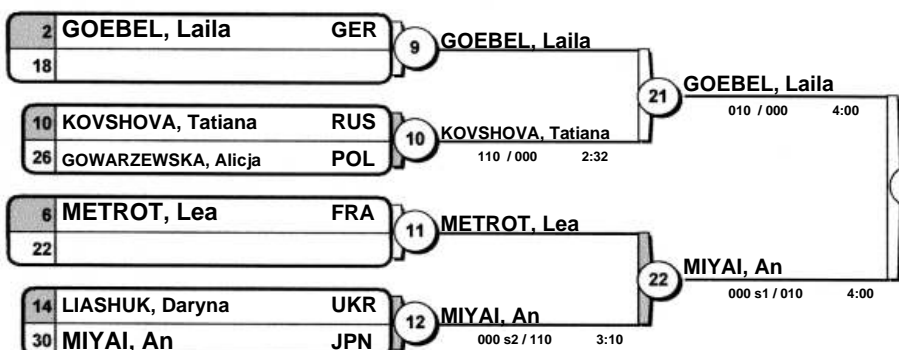 2 GOEBEL, Laila GER
18
9 GOEBEL, Laila
10 KOVSHOVA, Tatiana RUS
26 GOWARZEWSKA, Alicja POL
10 KOVSHOVA, Tatiana
110 / 000 2:32
21 GOEBEL, Laila
010 / 000 4:00
6 METROT, Lea FRA
22
11 METROT, Lea
14 LIASHUK, Daryna UKR
30 MIYAI, An JPN
12 MIYAI, An
000 s2 / 110 3:10
22 MIYAI, An
000 s1 / 010 4:00